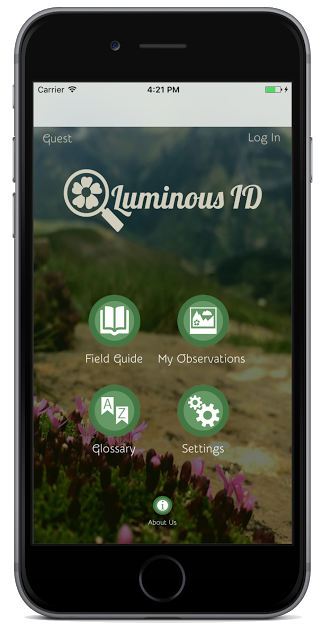 Carrier 4:21 PM
Guest Log In
Luminous ID
Field Guide My Observations
A Z
Glossary Settings
i
About Us